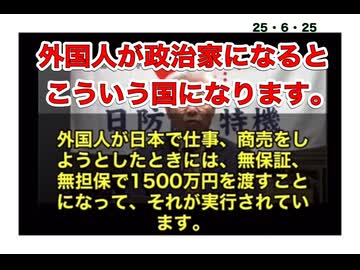 25・6・25
外国人が政治家になると
こういう国になります。
日防 特機
外国人が日本で仕事、商売をし
ようとしたときには、無保証、
無担保で1500万円を渡すこと
になって、それが実行されてい
ます。